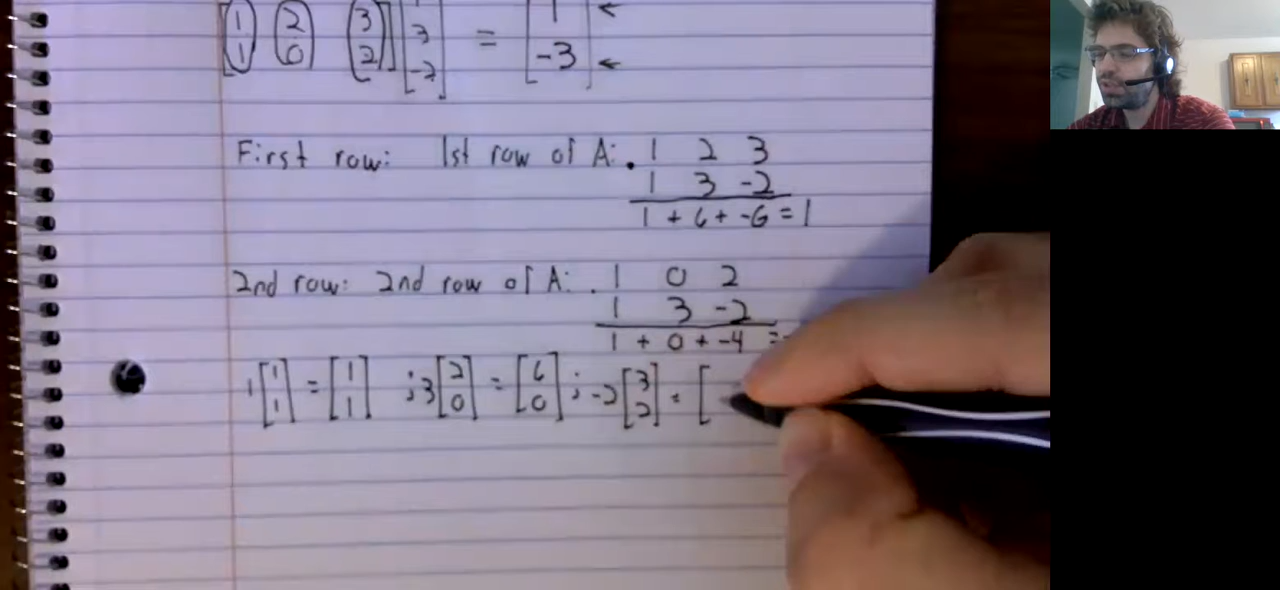 [1 2 3] [1 = [1
[1 0 2] 3 -3]
-2]
First row: 1st row of A: . 1 2 3
1 3 -2
1 + 6 + -6 = 1
2nd row: 2nd row of A: . 1 0 2
1 3 -2
1 + 0 + -4 =
1 [1 1] = [1 1] ; 3 [2 0] = [6 0] ; -2 [3 2] = [